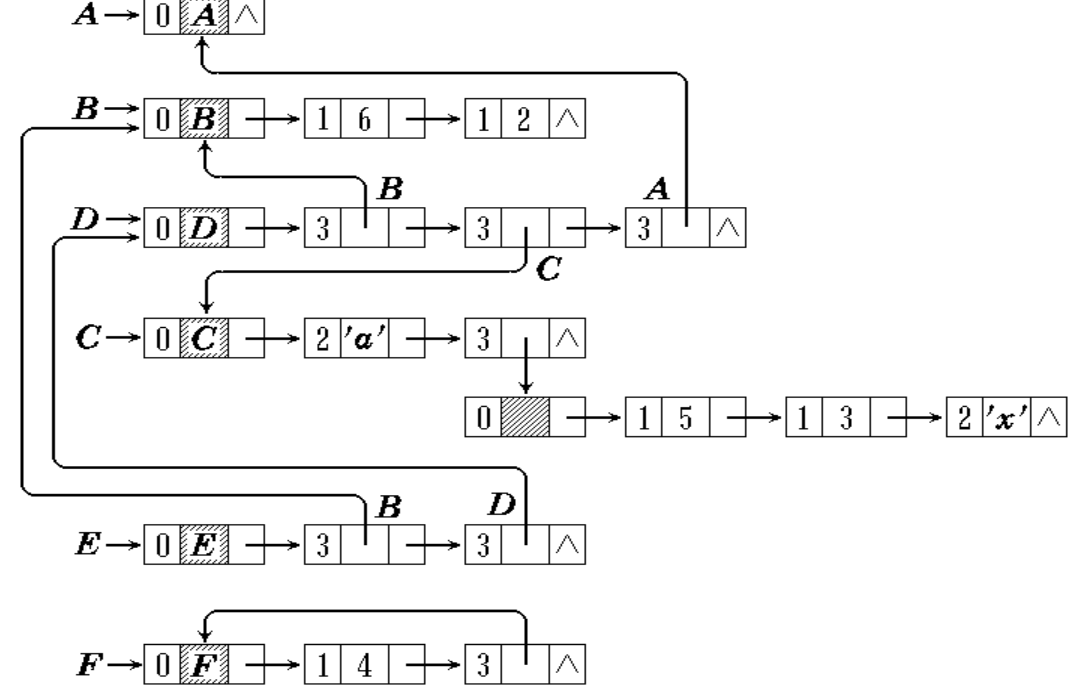 A 0 A ∧
B 0 B 1 6 1 2 ∧
B A
D 0 D 3 3 3 ∧
C
C 0 C 2 'a' 3 ∧
0 1 5 1 3 2 'x' ∧
B D
E 0 E 3 3 ∧
F 0 F 1 4 3 ∧